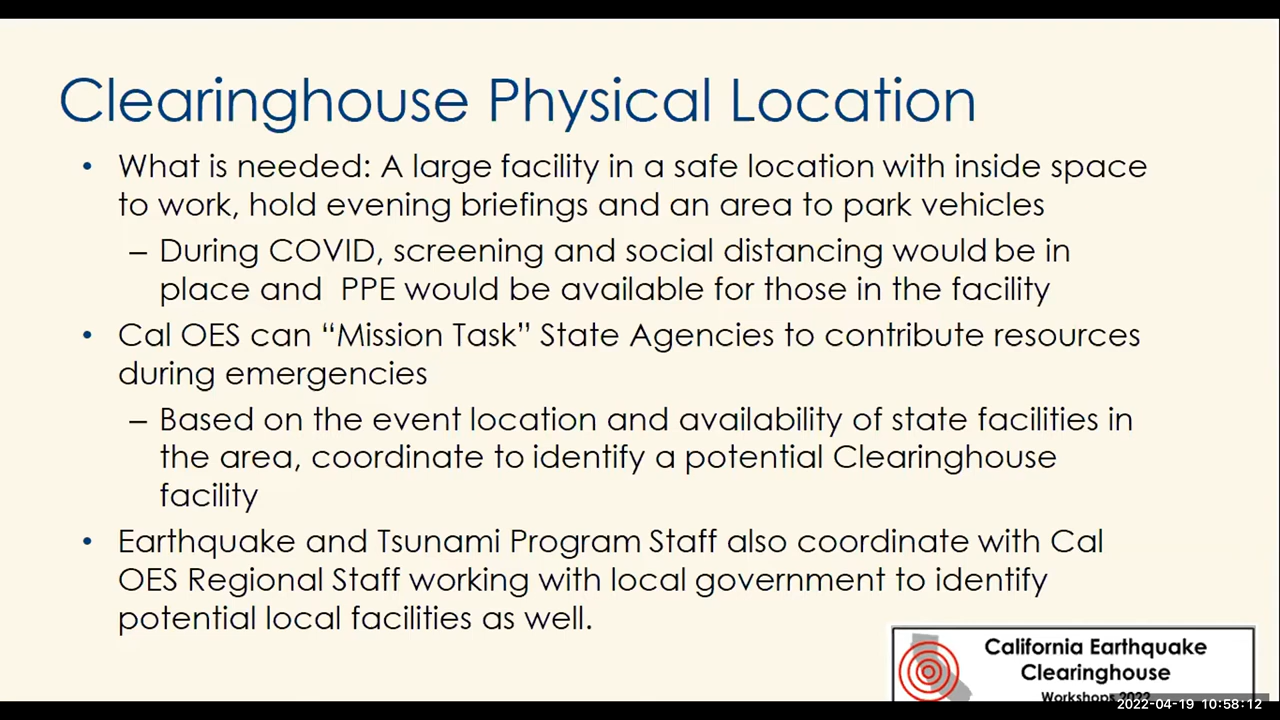 Clearinghouse Physical Location
• What is needed: A large facility in a safe location with inside space
to work, hold evening briefings and an area to park vehicles
– During COVID, screening and social distancing would be in
place and  PPE would be available for those in the facility
• Cal OES can “Mission Task” State Agencies to contribute resources
during emergencies
– Based on the event location and availability of state facilities in
the area, coordinate to identify a potential Clearinghouse
facility
• Earthquake and Tsunami Program Staff also coordinate with Cal
OES Regional Staff working with local government to identify
potential local facilities as well.
California Earthquake
Clearinghouse
Workshops 2022
2022-04-19 10:58:12